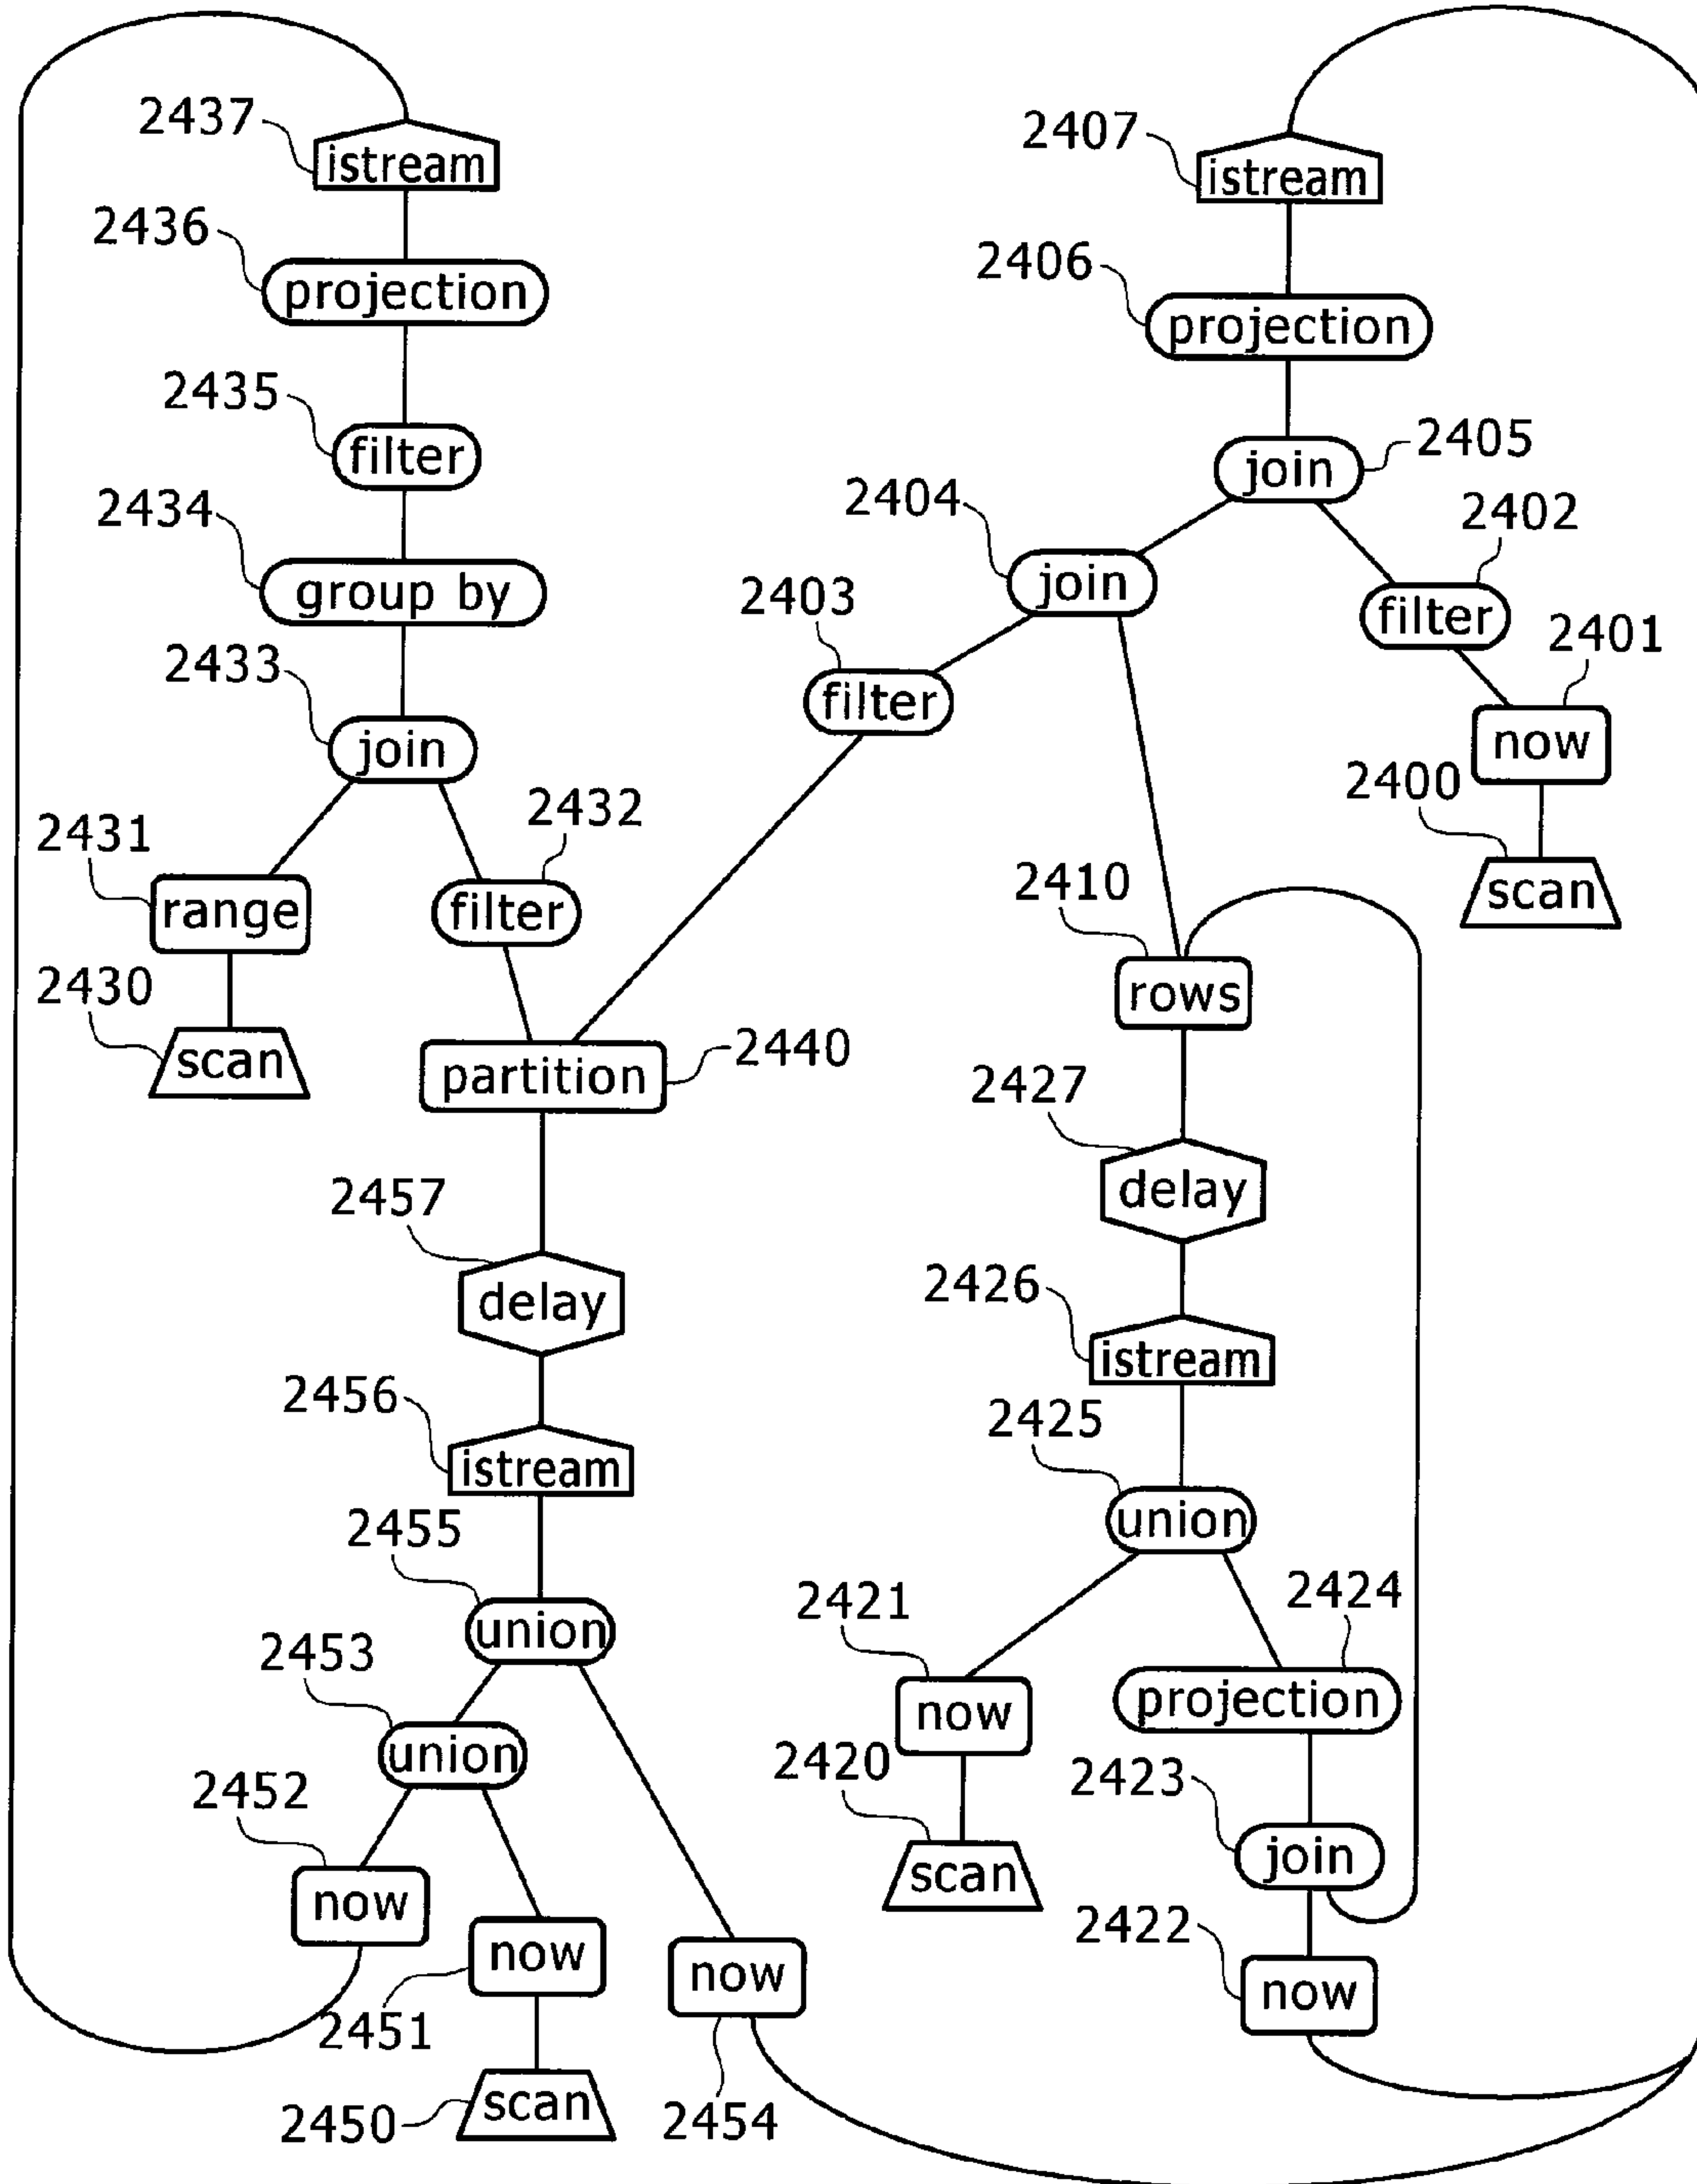 2437
istream
2407
istream
2436
projection
2406
projection
2435
filter
2405
join
2434
group by
2404
join
2402
filter
2403
filter
2401
now
2433
join
2400
scan
2431
range
2432
filter
2410
rows
2430
scan
2440
partition
2427
delay
2457
delay
2426
istream
2456
istream
2425
union
2455
union
2421
now
2424
projection
2453
union
2420
scan
2423
join
2452
now
2451
now
2454
now
2422
now
2450
scan